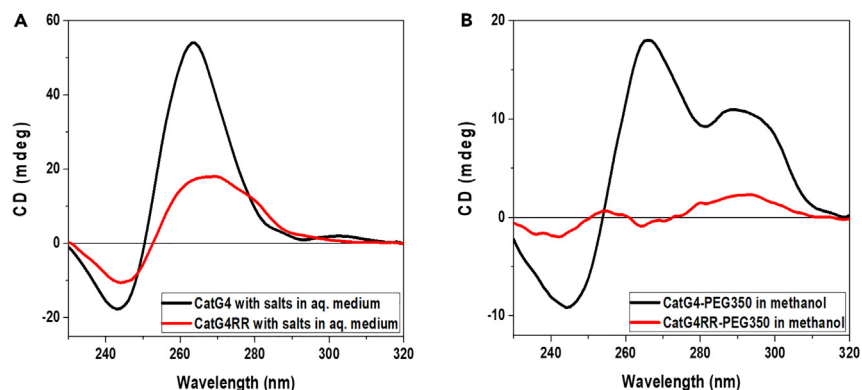 A
60
40
20
0
-20
CD (mdeg)
CatG4 with salts in aq. medium
CatG4RR with salts in aq. medium
240 260 280 300 320
Wavelength (nm)
B
20
10
0
-10
CD (mdeg)
CatG4-PEG350 in methanol
CatG4RR-PEG350 in methanol
240 260 280 300 320
Wavelength (nm)